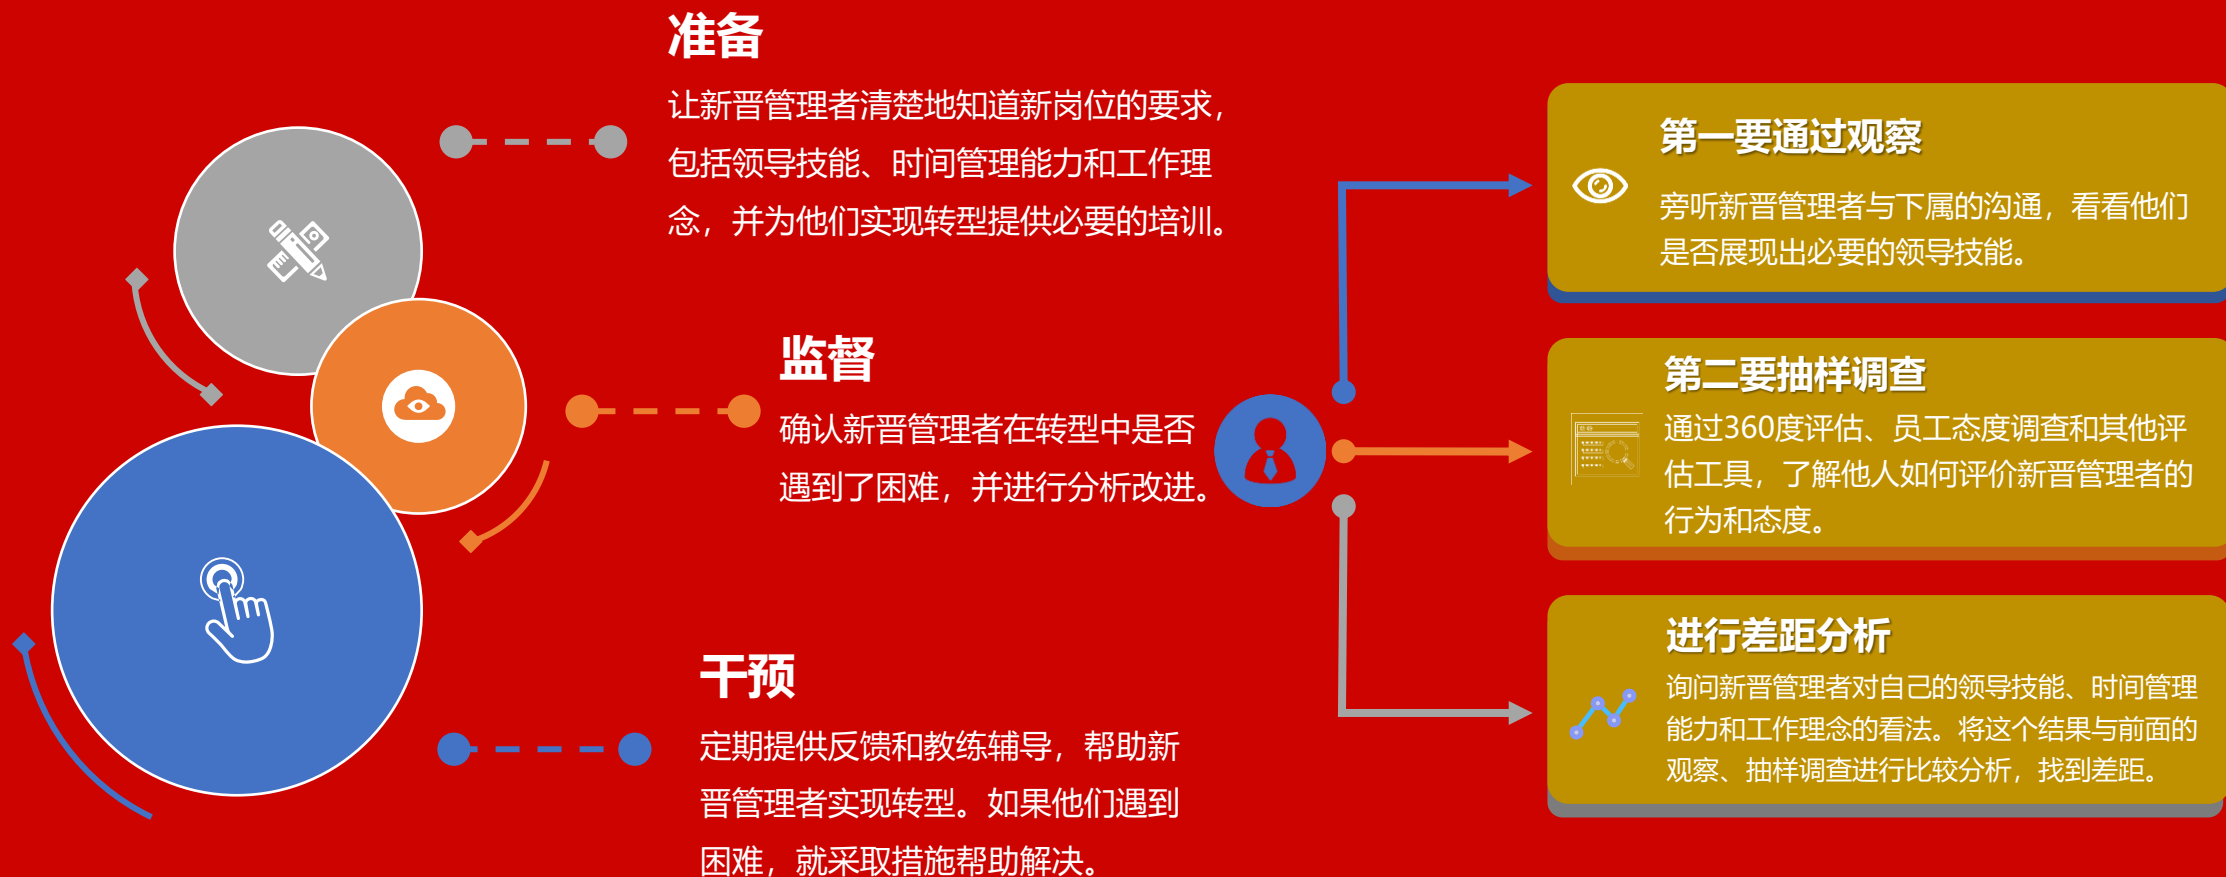 准备
让新晋管理者清楚地知道新岗位的要求，
包括领导技能、时间管理能力和工作理
念，并为他们实现转型提供必要的培训。
监督
确认新晋管理者在转型中是否
遇到了困难，并进行分析改进。
干预
定期提供反馈和教练辅导，帮助新
晋管理者实现转型。如果他们遇到
困难，就采取措施帮助解决。
第一要通过观察
旁听新晋管理者与下属的沟通，看看他们
是否展现出必要的领导技能。
第二要抽样调查
通过360度评估、员工态度调查和其他评
估工具，了解他人如何评价新晋管理者的
行为和态度。
进行差距分析
询问新晋管理者对自己的领导技能、时间管理
能力和工作理念的看法。将这个结果与前面的
观察、抽样调查进行比较分析，找到差距。